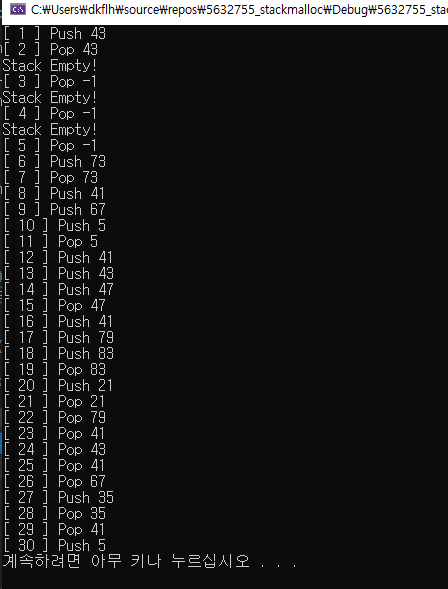 C:\Users\dkflh\source\repos\5632755_stackmalloc\Debug\5632755_stac
[ 1 ] Push 43
[ 2 ] Pop 43
Stack Empty!
[ 3 ] Pop -1
Stack Empty!
[ 4 ] Pop -1
Stack Empty!
[ 5 ] Pop -1
[ 6 ] Push 73
[ 7 ] Pop 73
[ 8 ] Push 41
[ 9 ] Push 67
[ 10 ] Push 5
[ 11 ] Pop 5
[ 12 ] Push 41
[ 13 ] Push 43
[ 14 ] Push 47
[ 15 ] Pop 47
[ 16 ] Push 41
[ 17 ] Push 79
[ 18 ] Push 83
[ 19 ] Pop 83
[ 20 ] Push 21
[ 21 ] Pop 21
[ 22 ] Pop 79
[ 23 ] Pop 41
[ 24 ] Pop 43
[ 25 ] Pop 41
[ 26 ] Pop 67
[ 27 ] Push 35
[ 28 ] Pop 35
[ 29 ] Pop 41
[ 30 ] Push 5
계속하려면 아무 키나 누르십시오 . . .